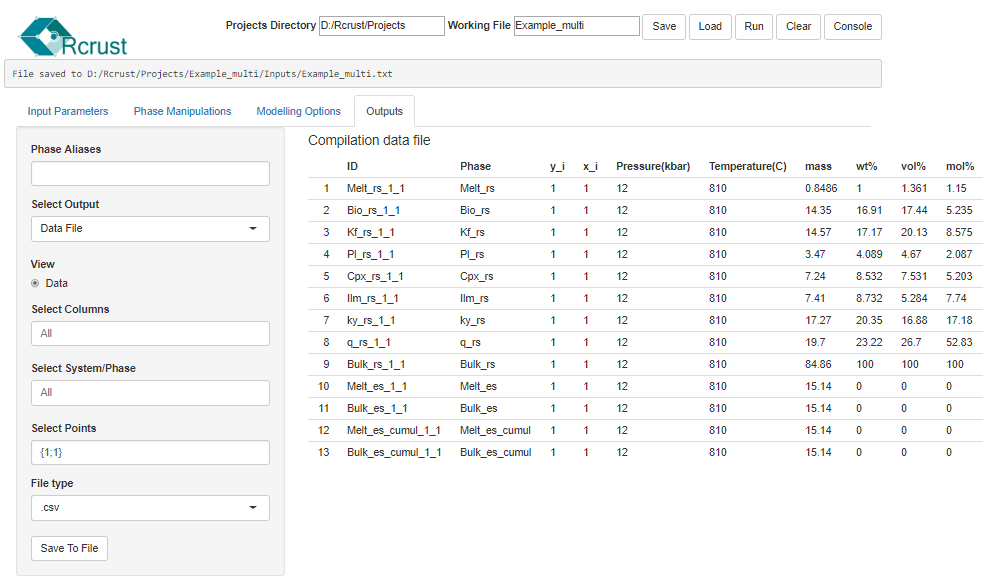 Rcrust
Projects Directory D:/Rcrust/Projects Working File Example_multi Save Load Run Clear Console
File saved to D:/Rcrust/Projects/Example_multi/Inputs/Example_multi.txt
Input Parameters Phase Manipulations Modelling Options Outputs
Phase Aliases
Select Output
Data File
View
Data
Select Columns
All
Select System/Phase
All
Select Points
{1;1}
File type
.csv
Save To File
Compilation data file
ID Phase y_i x_i Pressure(kbar) Temperature(C) mass wt% vol% mol%
1 Melt_rs_1_1 Melt_rs 1 1 12 810 0.8486 1 1.361 1.15
2 Bio_rs_1_1 Bio_rs 1 1 12 810 14.35 16.91 17.44 5.235
3 Kf_rs_1_1 Kf_rs 1 1 12 810 14.57 17.17 20.13 8.575
4 Pl_rs_1_1 Pl_rs 1 1 12 810 3.47 4.089 4.67 2.087
5 Cpx_rs_1_1 Cpx_rs 1 1 12 810 7.24 8.532 7.531 5.203
6 Ilm_rs_1_1 Ilm_rs 1 1 12 810 7.41 8.732 5.284 7.74
7 ky_rs_1_1 ky_rs 1 1 12 810 17.27 20.35 16.88 17.18
8 q_rs_1_1 q_rs 1 1 12 810 19.7 23.22 26.7 52.83
9 Bulk_rs_1_1 Bulk_rs 1 1 12 810 84.86 100 100 100
10 Melt_es_1_1 Melt_es 1 1 12 810 15.14 0 0 0
11 Bulk_es_1_1 Bulk_es 1 1 12 810 15.14 0 0 0
12 Melt_es_cumul_1_1 Melt_es_cumul 1 1 12 810 15.14 0 0 0
13 Bulk_es_cumul_1_1 Bulk_es_cumul 1 1 12 810 15.14 0 0 0